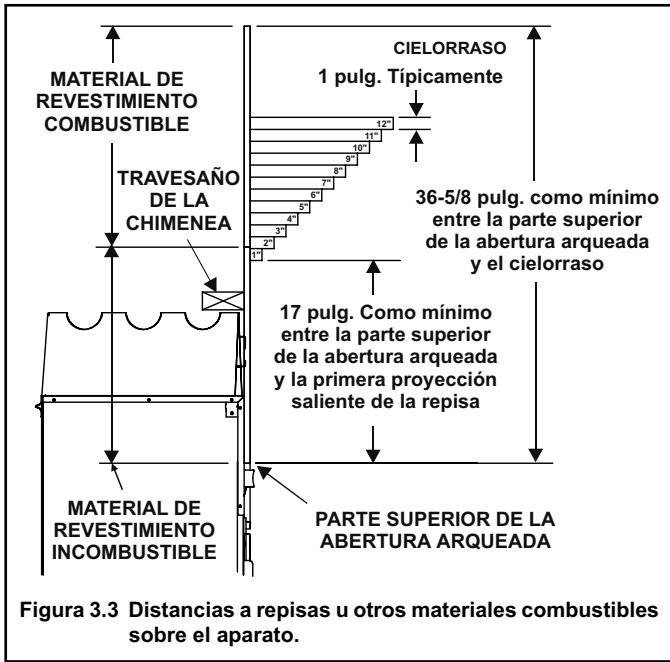 CIELORRASO
1 pulg. Típicamente
MATERIAL DE
REVESTIMIENTO
COMBUSTIBLE
12"
11"
10"
9"
8"
7"
6"
5"
4"
3"
2"
1"
TRAVESAÑO
DE LA
CHIMENEA
36-5/8 pulg. como mínimo
entre la parte superior
de la abertura arqueada
y el cielorraso
17 pulg. Como mínimo
entre la parte superior
de la abertura arqueada
y la primera proyección
saliente de la repisa
MATERIAL DE
REVESTIMIENTO
INCOMBUSTIBLE
PARTE SUPERIOR DE LA
ABERTURA ARQUEADA
Figura 3.3 Distancias a repisas u otros materiales combustibles
sobre el aparato.